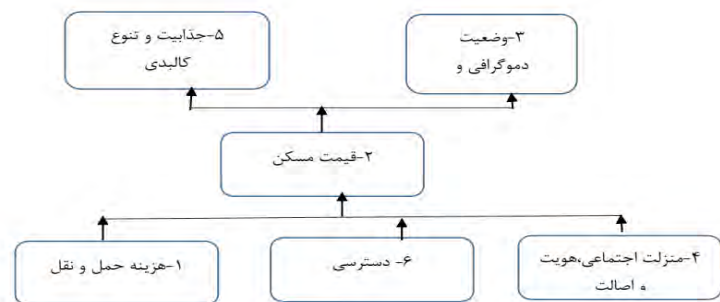 ۳-وضعیت
دموگرافی و
۵-جذابیت و تنوع
کالبدی
۲-قیمت مسکن
۴-منزلت اجتماعی،هویت
و اصالت
۶- دسترسی
۱-هزینه حمل و نقل